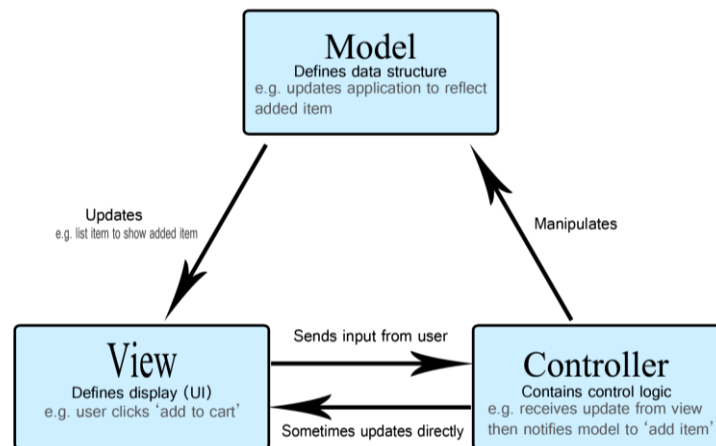 Model
Defines data structure
e.g. updates application to reflect
added item
Updates
e.g. list item to show added item
Manipulates
View
Defines display (UI)
e.g. user clicks ‘add to cart’
Sends input from user
Sometimes updates directly
Controller
Contains control logic
e.g. receives update from view
then notifies model to ‘add item’